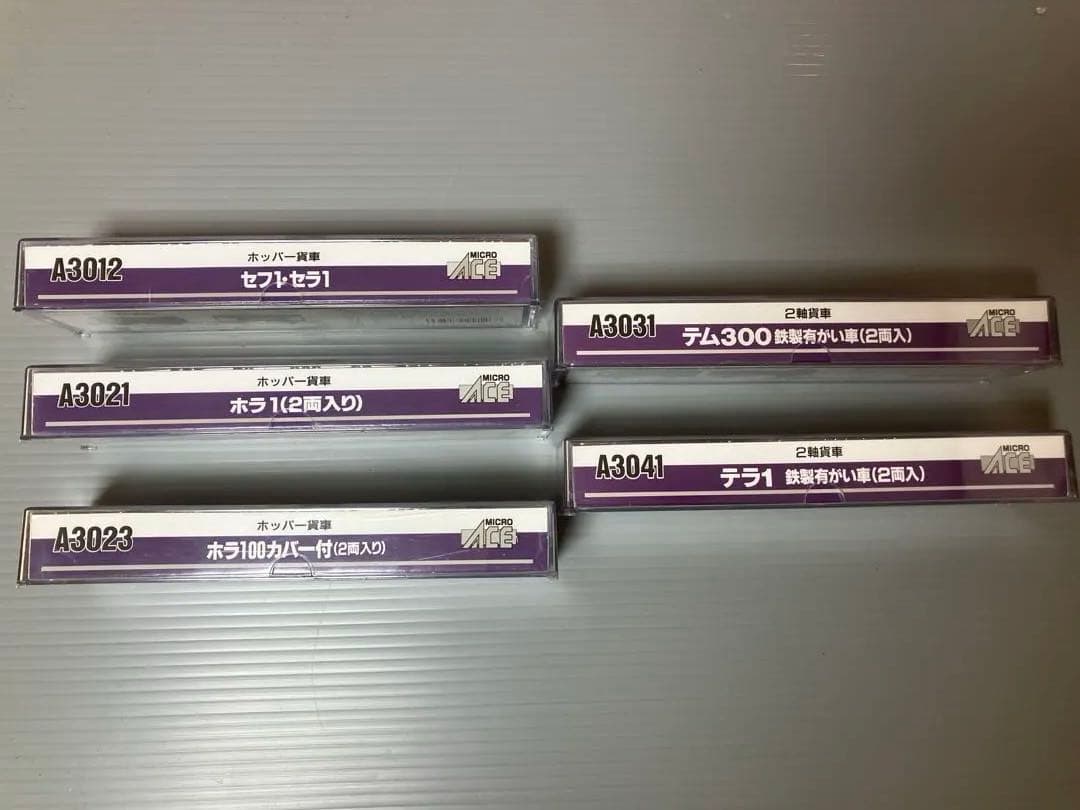 A3012
ホッパー貨車
セフ1・セラ1
MICRO
ACE
A3021
ホッパー貨車
ホラ1(2両入り)
MICRO
ACE
A3023
ホッパー貨車
ホラ100カバー付(2両入り)
MICRO
ACE
A3031
2軸貨車
テム300 鉄製有がい車(2両入)
MICRO
ACE
A3041
2軸貨車
テラ1 鉄製有がい車(2両入)
MICRO
ACE